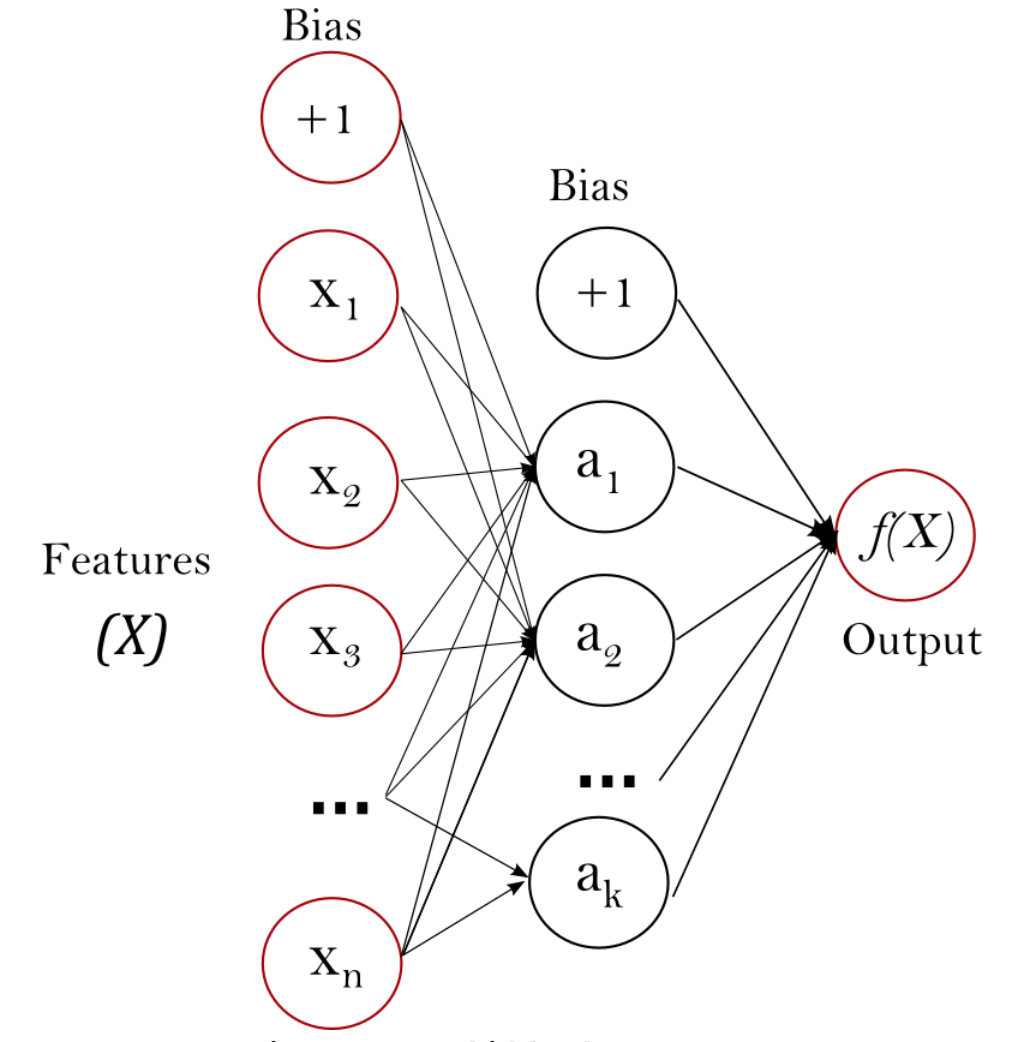 Bias
+1
x₁
x₂
x₃
...
xₙ
Features
(X)
Bias
+1
a₁
a₂
...
aₖ
f(X)
Output